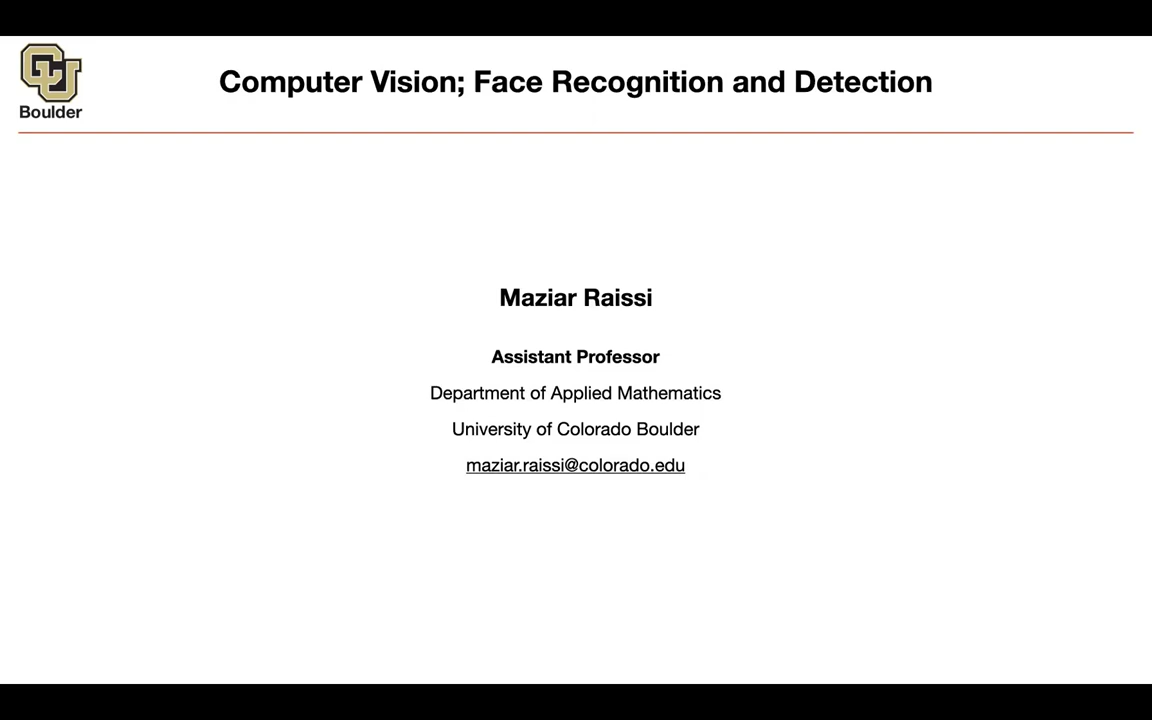 CU
Boulder
Computer Vision; Face Recognition and Detection
Maziar Raissi
Assistant Professor
Department of Applied Mathematics
University of Colorado Boulder
maziar.raissi@colorado.edu